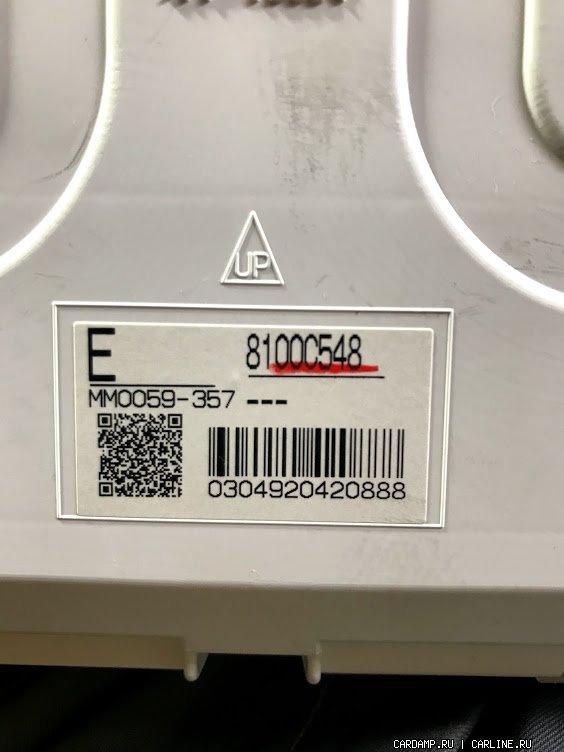 UP
E 8100C548
MM0059-357 ---
0304920420888
CARDAMP.RU | CARLINE.RU